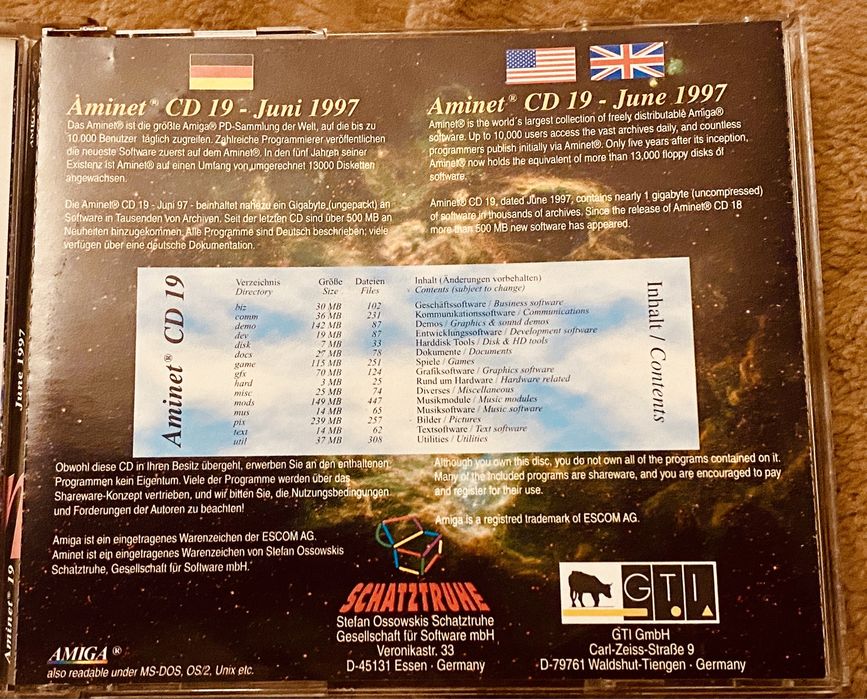 Aminet® CD 19 - Juni 1997
Das Aminet® ist die größte Amiga® PD-Sammlung der Welt, auf die bis zu
10.000 Benutzer täglich zugreifen. Zahlreiche Programmierer veröffentlichen
die neueste Software zuerst auf dem Aminet®. In den fünf Jahren seiner
Existenz ist Aminet® auf einen Umfang von umgerechnet 13000 Disketten
angewachsen.
Die Aminet® CD 19 - Juni 97 - beinhaltet nahezu ein Gigabyte (ungepackt) an
Software in Tausenden von Archiven. Seit der letzten CD sind über 500 MB an
Neuheiten hinzugekommen. Alle Programme sind Deutsch beschrieben; viele
verfügen über eine deutsche Dokumentation.
Aminet® CD 19 - June 1997
Aminet® is the world´s largest collection of freely distributable Amiga®
software. Up to 10,000 users access the vast archives daily, and countless
programmers publish initially via Aminet®. Only five years after its inception,
Aminet® now holds the equivalent of more than 13,000 floppy disks of
software.
Aminet® CD 19, dated June 1997, contains nearly 1 gigabyte (uncompressed)
of software in thousands of archives. Since the release of Aminet® CD 18
more than 500 MB new software has appeared.
Aminet® CD 19
Verzeichnis Größe Dateien Inhalt (Änderungen vorbehalten)
Directory Size Files Contents (subject to change)
biz 30 MB 102 Geschäftssoftware / Business software
comm 36 MB 231 Kommunikationssoftware / Communications
demo 142 MB 87 Demos / Graphics & sound demos
dev 19 MB 87 Entwicklungssoftware / Development software
disk 7 MB 33 Harddisk Tools / Disk & HD tools
docs 27 MB 78 Dokumente / Documents
game 115 MB 251 Spiele / Games
gfx 70 MB 124 Grafiksoftware / Graphics software
hard 3 MB 25 Rund um Hardware / Hardware related
misc 25 MB 74 Diverses / Miscellaneous
mods 149 MB 447 Musikmodule / Music modules
mus 14 MB 65 Musiksoftware / Music software
pix 239 MB 257 Bilder / Pictures
text 14 MB 62 Textsoftware / Text software
util 37 MB 308 Utilities / Utilities
Inhalt / Contents
Obwohl diese CD in Ihren Besitz übergeht, erwerben Sie an den enthaltenen
Programmen kein Eigentum. Viele der Programme werden über das
Shareware-Konzept vertrieben, und wir bitten Sie, die Nutzungsbedingungen
und Forderungen der Autoren zu beachten!
Amiga ist ein eingetragenes Warenzeichen der ESCOM AG.
Aminet ist ein eingetragenes Warenzeichen von Stefan Ossowskis
Schatztruhe, Gesellschaft für Software mbH.
Although you own this disc, you do not own all of the programs contained on it.
Many of the included programs are shareware, and you are encouraged to pay
and register for their use.
Amiga is a registred trademark of ESCOM AG.
SCHATZTRUHE
Stefan Ossowskis Schatztruhe
Gesellschaft für Software mbH
Veronikastr. 33
D-45131 Essen · Germany
GTI
GTI GmbH
Carl-Zeiss-Straße 9
D-79761 Waldshut-Tiengen · Germany
AMIGA®
also readable under MS-DOS, OS/2, Unix etc.
AMIGA
June 1997
Aminet® 19